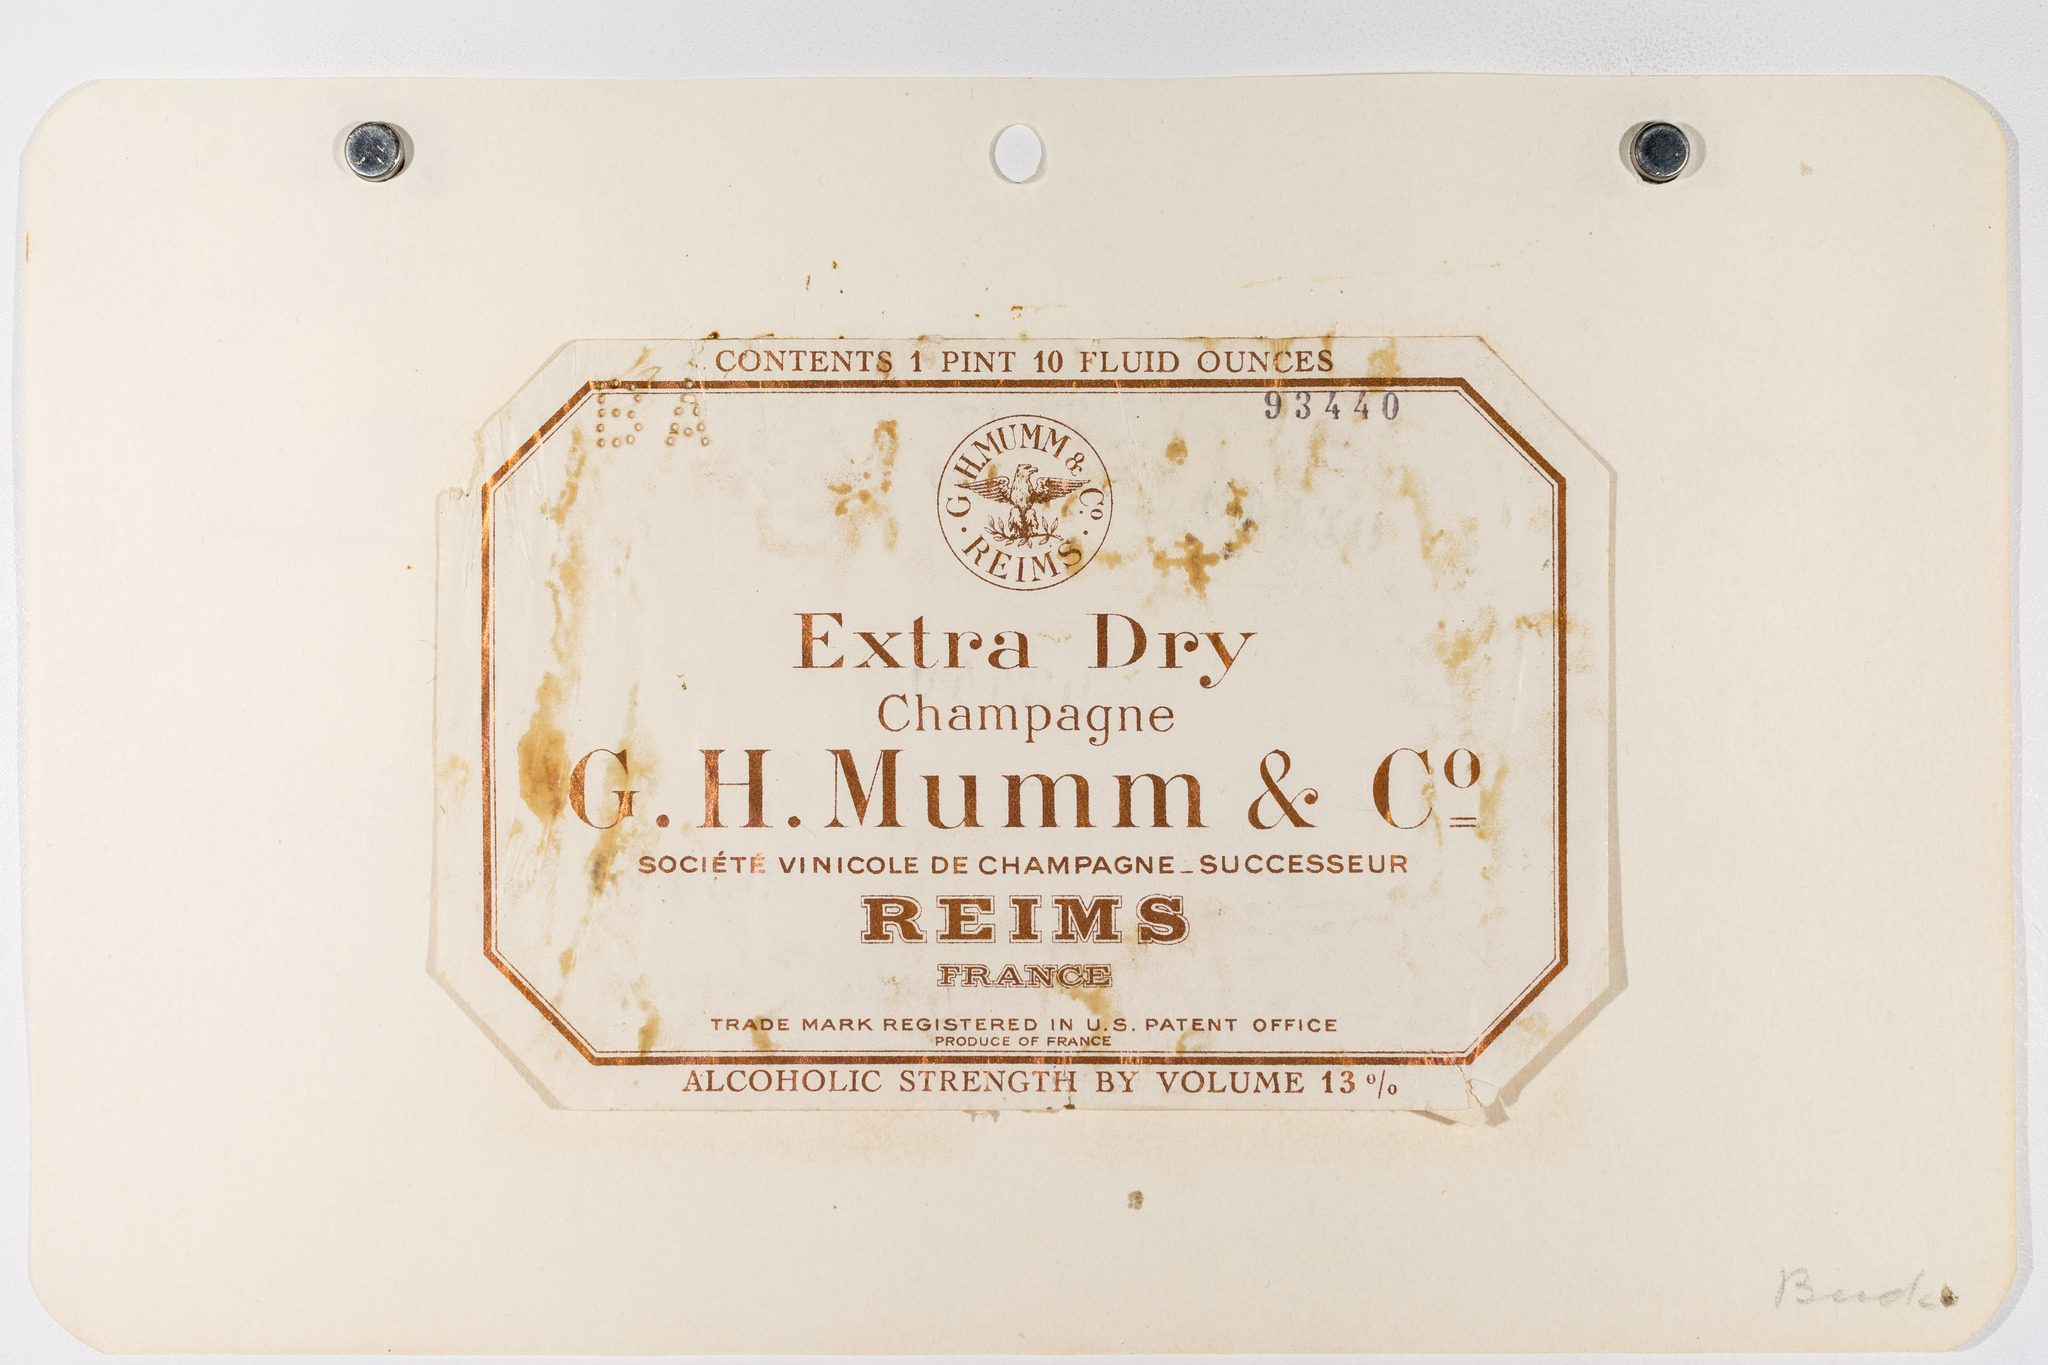 CONTENTS 1 PINT 10 FLUID OUNCES
BA
93440
G. H. MUMM & Cº.
· REIMS ·
Extra Dry
Champagne
G. H. Mumm & Cº
SOCIÉTÉ VINICOLE DE CHAMPAGNE_SUCCESSEUR
REIMS
FRANCE
TRADE MARK REGISTERED IN U.S. PATENT OFFICE
PRODUCE OF FRANCE
ALCOHOLIC STRENGTH BY VOLUME 13 %